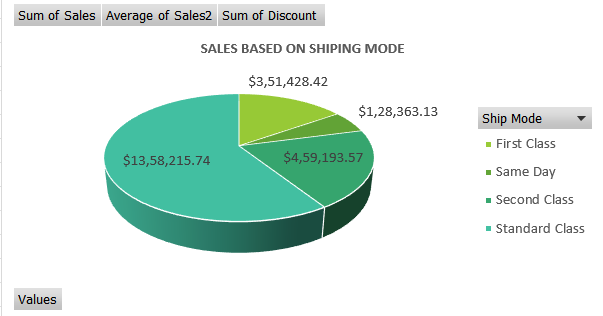 Sum of Sales Average of Sales2 Sum of Discount
SALES BASED ON SHIPING MODE
$3,51,428.42
$1,28,363.13
$4,59,193.57
$13,58,215.74
Ship Mode
First Class
Same Day
Second Class
Standard Class
Values